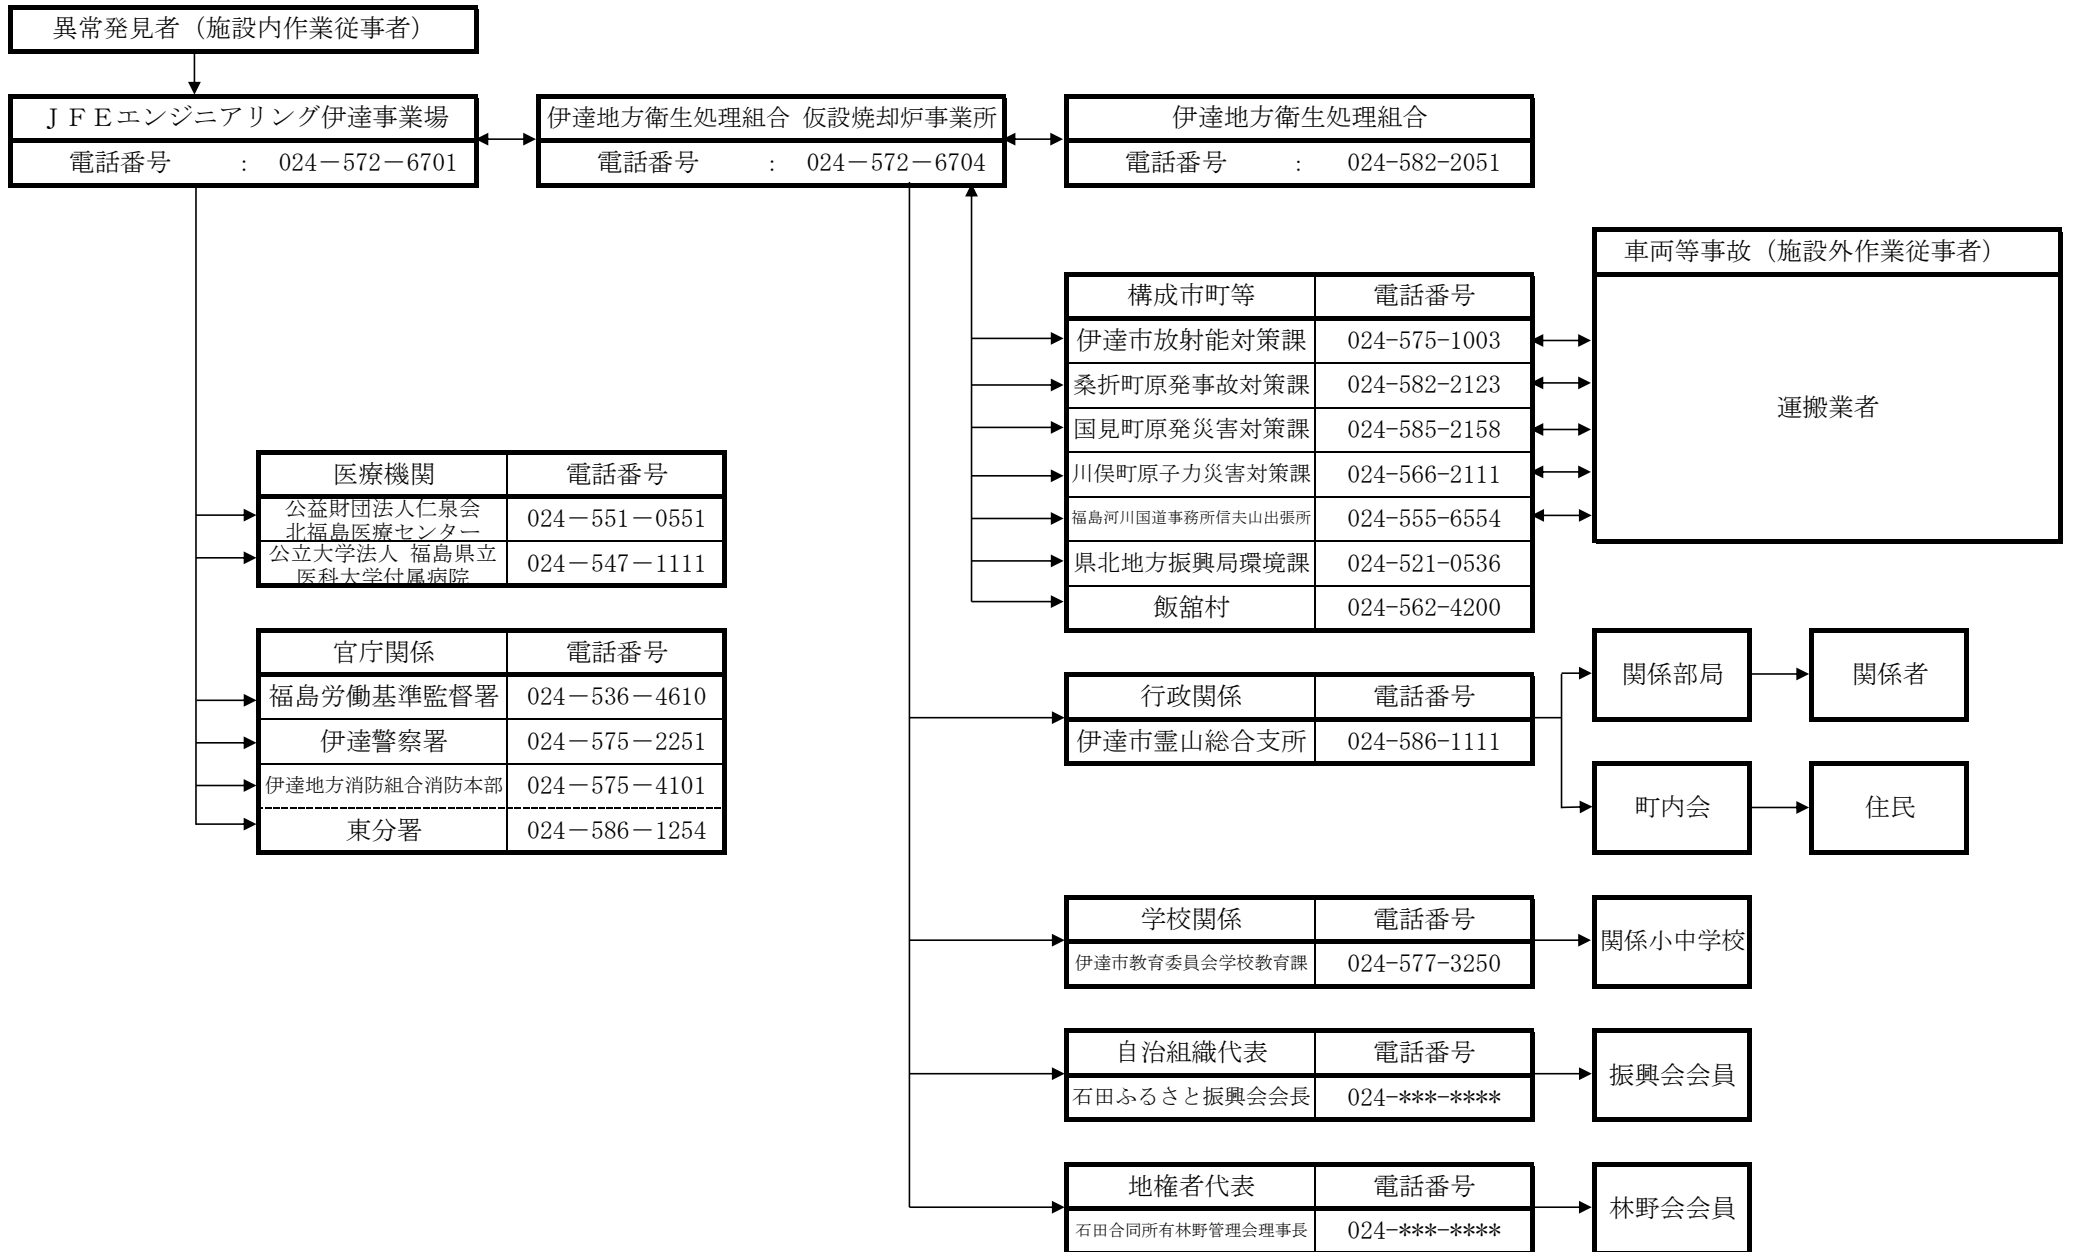 異常発見者（施設内作業従事者）
ＪＦＥエンジニアリング伊達事業場
電話番号　：　024－572－6701
伊達地方衛生処理組合 仮設焼却炉事業所
電話番号　：　024－572－6704
伊達地方衛生処理組合
電話番号　：　024-582-2051
車両等事故（施設外作業従事者）
運搬業者
構成市町等　電話番号
伊達市放射能対策課　024-575-1003
桑折町原発事故対策課　024-582-2123
国見町原発災害対策課　024-585-2158
川俣町原子力災害対策課　024-566-2111
福島河川国道事務所信夫山出張所　024-555-6554
県北地方振興局環境課　024-521-0536
飯舘村　024-562-4200
医療機関　電話番号
公益財団法人仁泉会
北福島医療センター　024－551－0551
公立大学法人 福島県立
医科大学付属病院　024－547－1111
官庁関係　電話番号
福島労働基準監督署　024－536－4610
伊達警察署　024－575－2251
伊達地方消防組合消防本部　024－575－4101
東分署　024－586－1254
行政関係　電話番号
伊達市霊山総合支所　024-586-1111
関係部局
関係者
町内会
住民
学校関係　電話番号
伊達市教育委員会学校教育課　024-577-3250
関係小中学校
自治組織代表　電話番号
石田ふるさと振興会会長　024-***-****
振興会会員
地権者代表　電話番号
石田合同所有林野管理会理事長　024-***-****
林野会会員